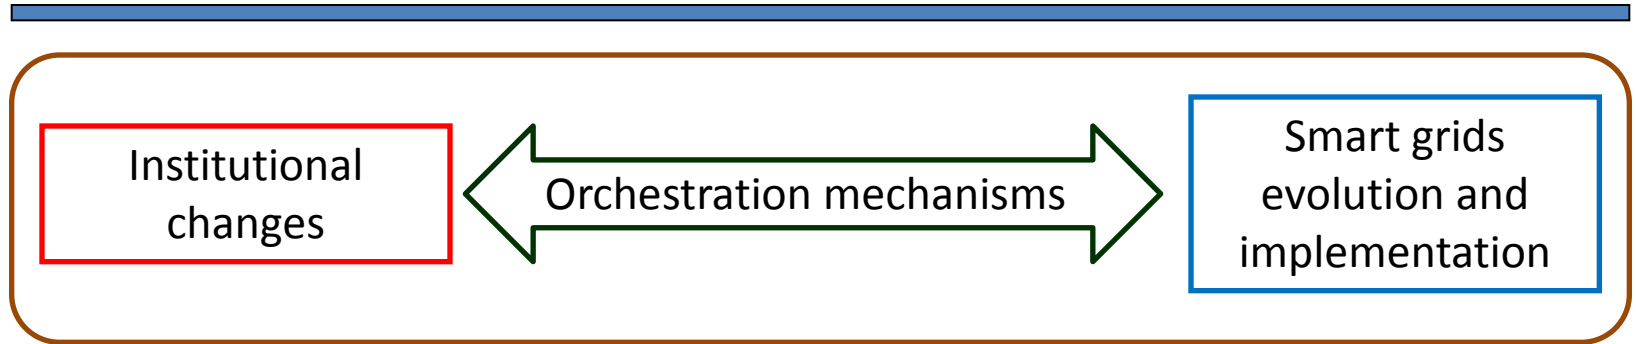 Institutional
changes
Orchestration mechanisms
Smart grids
evolution and
implementation